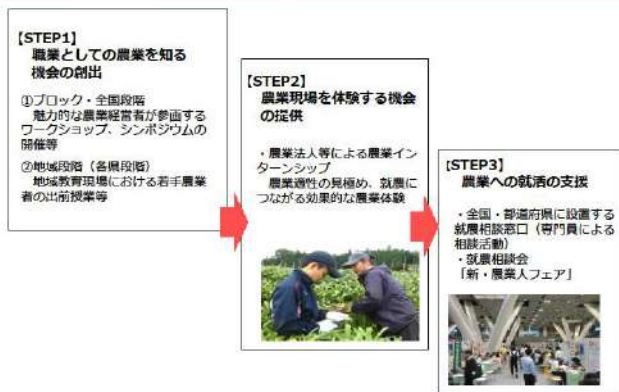 【STEP1】
職業としての農業を知る
機会の創出
①ブロック・全国段階
魅力的な農業経営者が参画する
ワークショップ、シンポジウムの
開催等
②地域段階（各県段階）
地域教育現場における若手農業
者の出前授業等
【STEP2】
農業現場を体験する機会
の提供
・農業法人等による農業イン
ターンシップ
農業適性の見極め、就農に
つながる効果的な農業体験
【STEP3】
農業への就活の支援
・全国・都道府県に設置する
就農相談窓口（専門員による
相談活動）
・就農相談会
「新・農業人フェア」